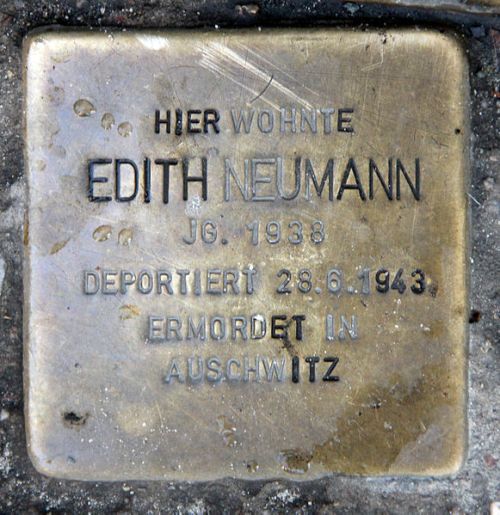 HIER WOHNTE
EDITH NEUMANN
JG. 1938
DEPORTIERT 28.6.1943
ERMORDET IN
AUSCHWITZ